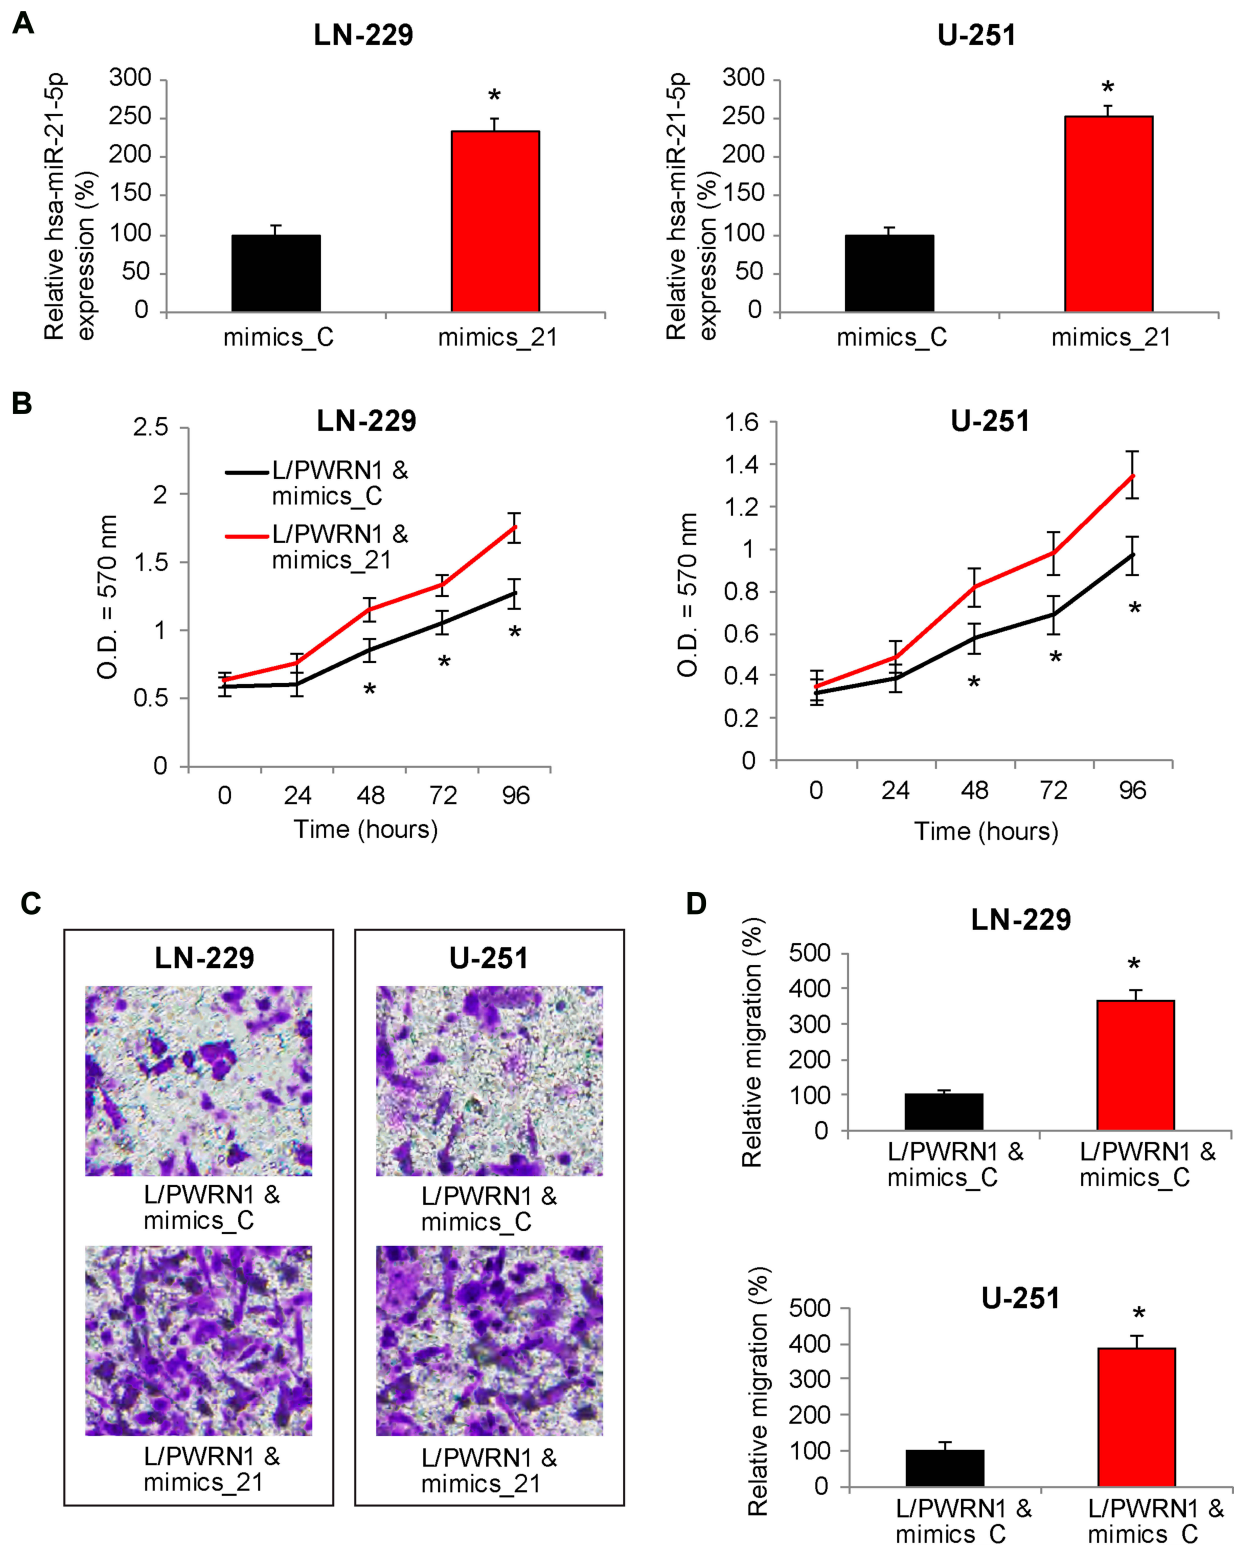 A
LN-229
Relative hsa-miR-21-5p
expression (%)
300
250
200
150
100
50
0
*
mimics_C
mimics_21
U-251
Relative hsa-miR-21-5p
expression (%)
300
250
200
150
100
50
0
*
mimics_C
mimics_21
B
LN-229
O.D. = 570 nm
2.5
2
1.5
1
0.5
0
L/PWRN1 &
mimics_C
L/PWRN1 &
mimics_21
* * *
0 24 48 72 96
Time (hours)
U-251
O.D. = 570 nm
1.6
1.4
1.2
1
0.8
0.6
0.4
0.2
0
* * *
0 24 48 72 96
Time (hours)
C
LN-229
L/PWRN1 &
mimics_C
L/PWRN1 &
mimics_21
U-251
L/PWRN1 &
mimics_C
L/PWRN1 &
mimics_21
D
LN-229
Relative migration (%)
500
400
300
200
100
0
*
L/PWRN1 &
mimics_C
L/PWRN1 &
mimics_C
U-251
Relative migration (%)
500
400
300
200
100
0
*
L/PWRN1 &
mimics C
L/PWRN1 &
mimics C